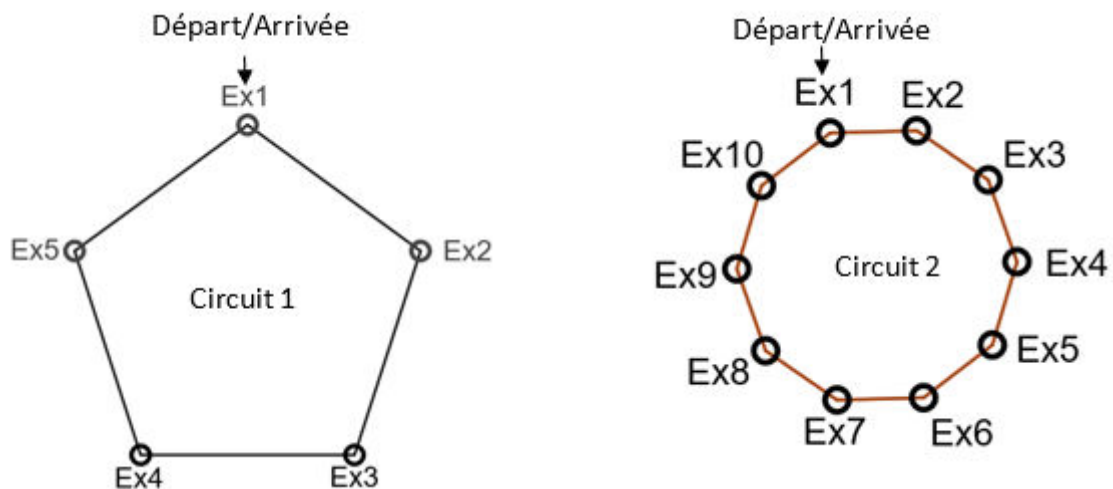 Départ/Arrivée
Ex1
Ex5
Ex2
Circuit 1
Ex4
Ex3
Départ/Arrivée
Ex1
Ex2
Ex10
Ex3
Ex9
Circuit 2
Ex4
Ex8
Ex5
Ex7
Ex6